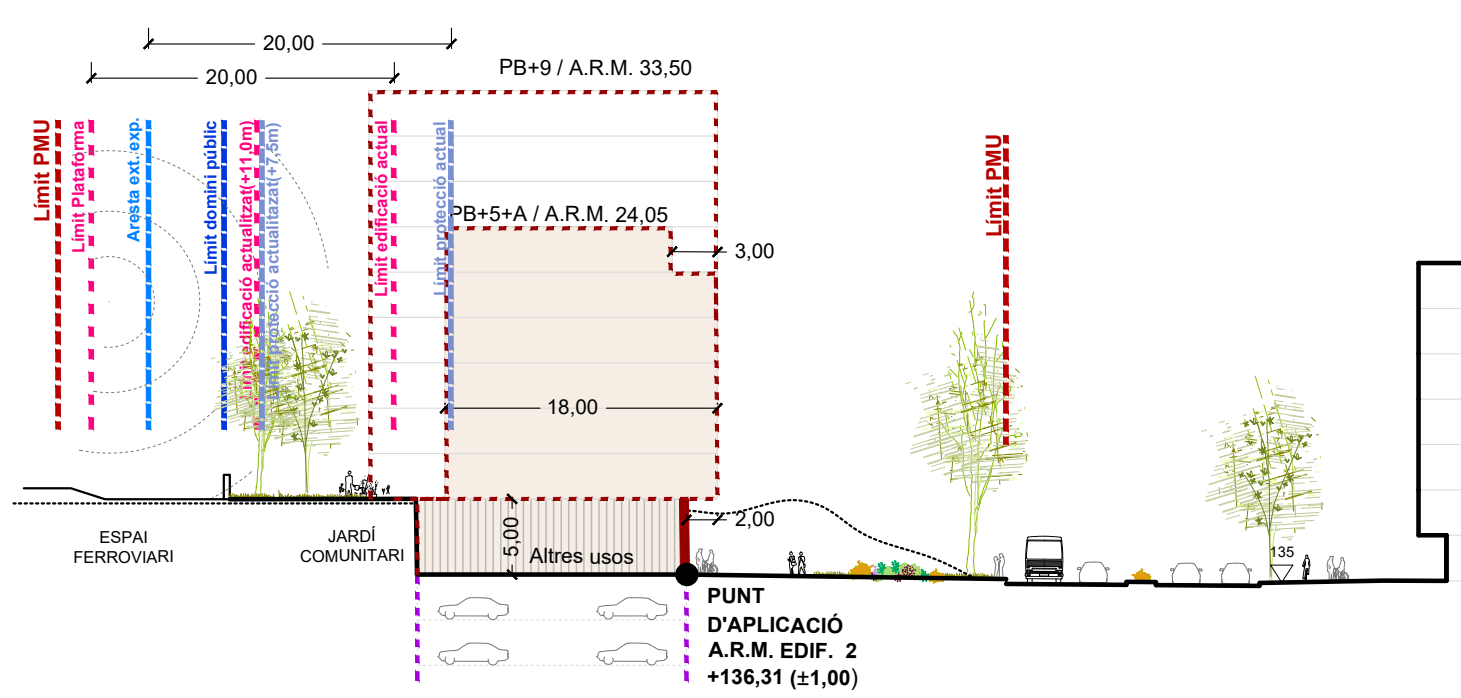 20,00
20,00
PB+9 / A.R.M. 33,50
Límit PMU
Límit Plataforma
Aresta ext. exp.
Límit domini públic
Límit edificació actualitzat(+11,0m)
Límit protecció actualitazat(+7,5m)
Límit edificació actual
Límit protecció actual
Límit PMU
PB+5+A / A.R.M. 24,05
3,00
18,00
ESPAI
FERROVIARI
JARDÍ
COMUNITARI
5,00
Altres usos
2,00
135
PUNT
D'APLICACIÓ
A.R.M. EDIF. 2
+136,31 (±1,00)